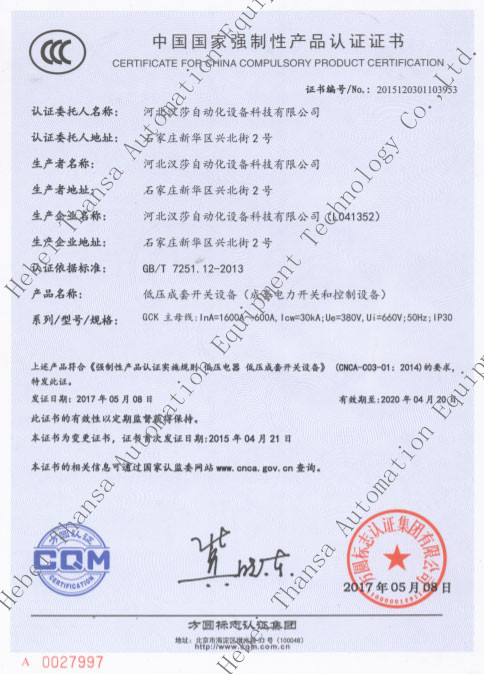 中国国家强制性产品认证证书
CERTIFICATE FOR CHINA COMPULSORY PRODUCT CERTIFICATION
证书编号/No.: 2015120301103953
认证委托人名称: 河北汉莎自动化设备科技有限公司
认证委托人地址: 石家庄新华区兴北街2号
生产者名称: 河北汉莎自动化设备科技有限公司
生产者地址: 石家庄新华区兴北街2号
生产企业名称: 河北汉莎自动化设备科技有限公司(L041352)
生产企业地址: 石家庄新华区兴北街2号
认证依据标准: GB/T 7251.12-2013
产品名称: 低压成套开关设备(成套电力开关和控制设备)
系列/型号/规格: GCK 主母线:InA=1600A~600A,Icw=30kA;Ue=380V,Ui=660V;50Hz;IP30
上述产品符合《强制性产品认证实施规则 低压电器 低压成套开关设备》(CNCA-C03-01: 2014)的要求,
特发此证。
发证日期: 2017年05月08日 有效期至:2020年04月20日
此证书的有效性以定期监督获得保持。
本证书为变更证书, 证书首次发证日期:2015年04月21日
本证书的相关信息可通过国家认监委网站www.cnca.gov.cn查询。
方圆认证
CQM
CERTIFICATION
方圆标志认证集团有限公司
2017年05月08日
方圆标志认证集团
地址: 北京市海淀区增光路33号(100048)
http://www.cqm.com.cn
A 0027997
Hebei Thansa Automation Equipment Technology Co.,Ltd.
Hebei Thansa Automation Equipment